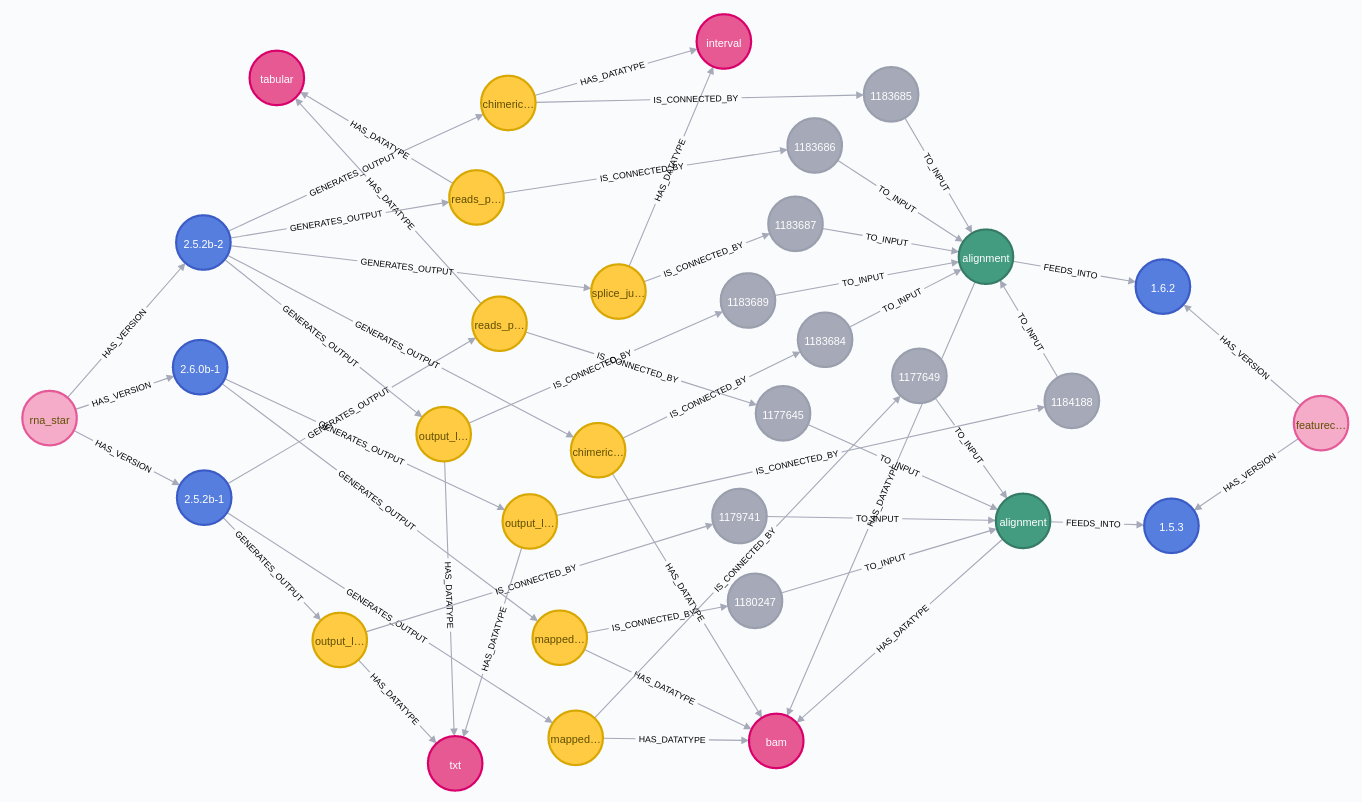 interval
HAS_DATATYPE
tabular
1183685
IS_CONNECTED_BY
chimeric…
HAS_DATATYPE
1183686
TO_INPUT
GENERATES_OUTPUT
IS_CONNECTED_BY
HAS_DATATYPE
reads_p…
TO_INPUT
HAS_DATATYPE
GENERATES_OUTPUT
1183687
TO_INPUT
2.5.2b-2
alignment
GENERATES_OUTPUT
IS_CONNECTED_BY
FEEDS_INTO
TO_INPUT
1.6.2
splice_ju…
1183689
TO_INPUT
reads_p…
HAS_VERSION
GENERATES_OUTPUT
GENERATES_OUTPUT
TO_INPUT
1183684
HAS_VERSION
IS_CONNECTED_BY
IS_CONNECTED_BY
2.6.0b-1
1177649
HAS_VERSION
IS_CONNECTED_BY
1184188
GENERATES_OUTPUT
1177645
rna_star
featurec…
output_l…
GENERATES_OUTPUT
TO_INPUT
chimeric…
HAS_VERSION
IS_CONNECTED_BY
TO_INPUT
HAS_VERSION
2.5.2b-1
GENERATES_OUTPUT
HAS_DATATYPE
1179741
TO_INPUT
output_l…
alignment
FEEDS_INTO
1.5.3
GENERATES_OUTPUT
IS_CONNECTED_BY
TO_INPUT
IS_CONNECTED_BY
HAS_DATATYPE
HAS_DATATYPE
1180247
GENERATES_OUTPUT
IS_CONNECTED_BY
HAS_DATATYPE
output_l…
HAS_DATATYPE
mapped…
HAS_DATATYPE
HAS_DATATYPE
mapped…
HAS_DATATYPE
bam
txt